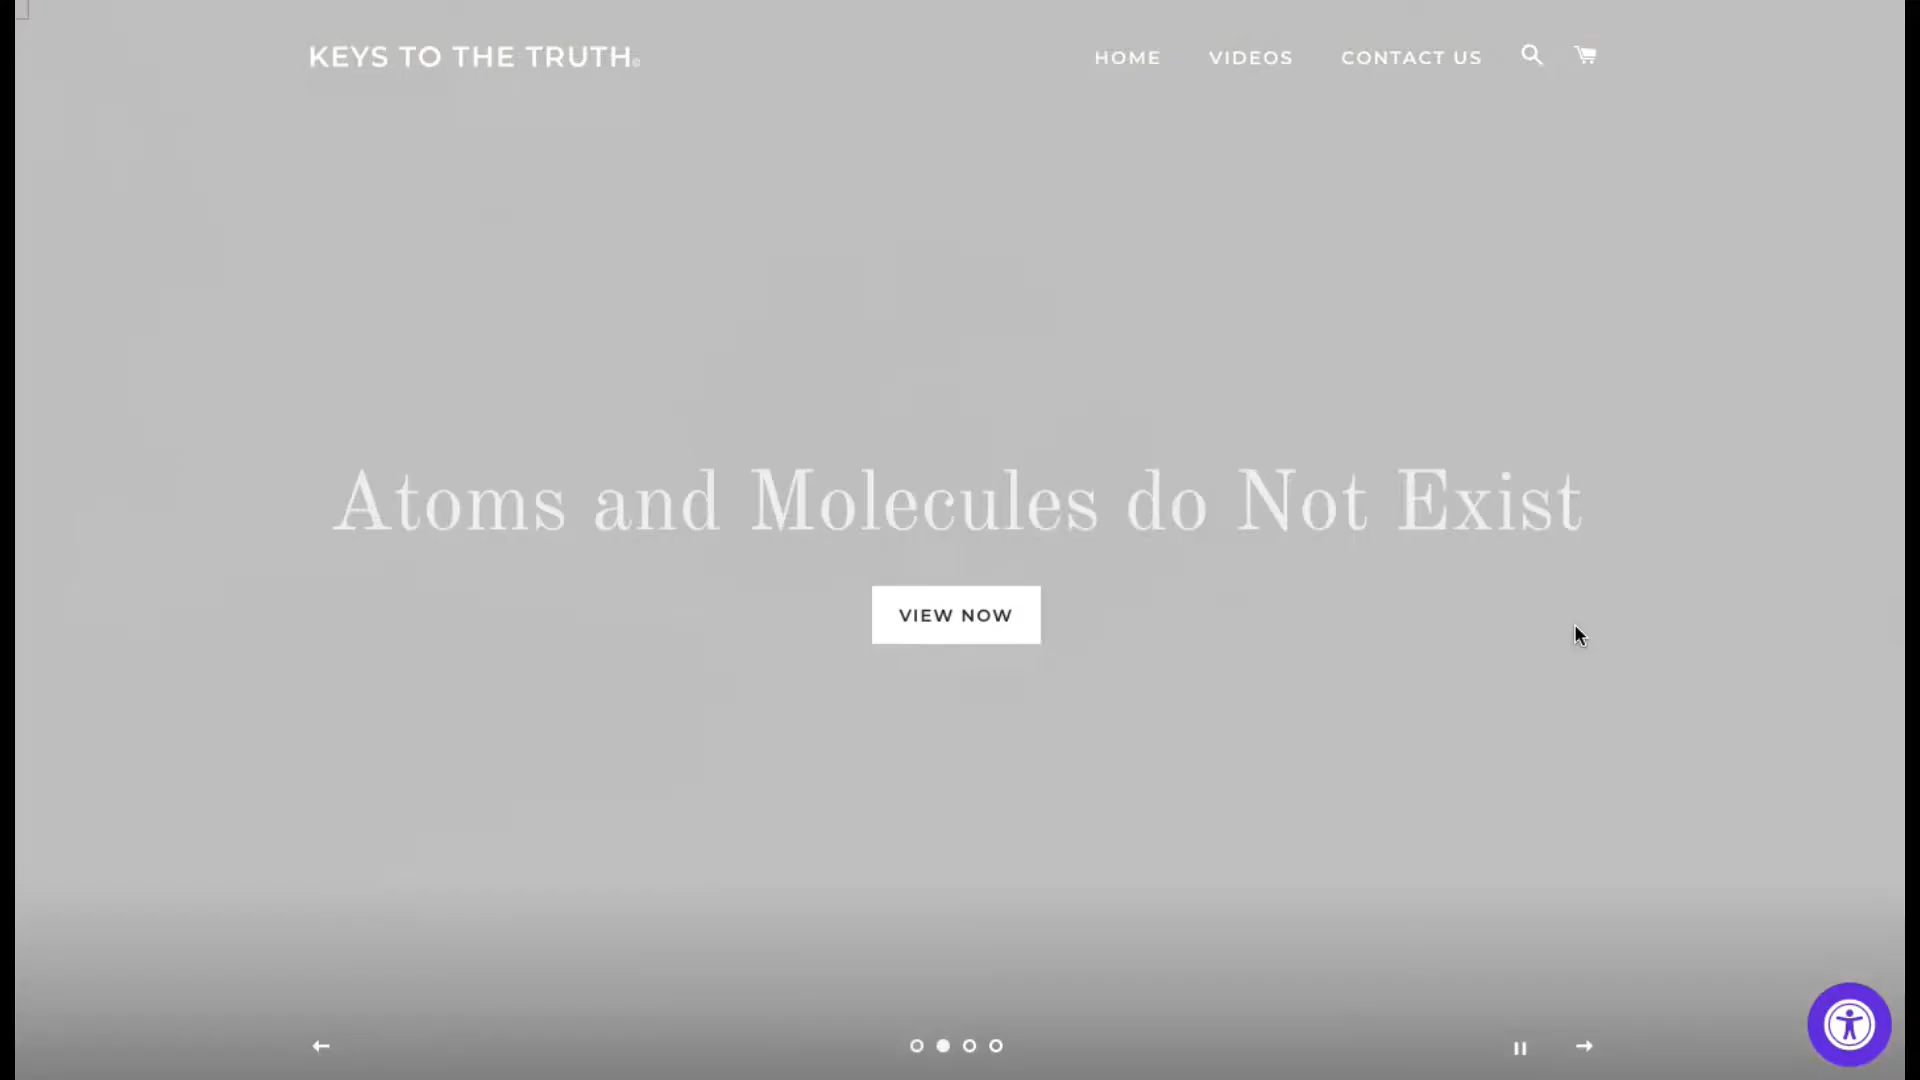 KEYS TO THE TRUTH©
HOME VIDEOS CONTACT US
Atoms and Molecules do Not Exist
VIEW NOW